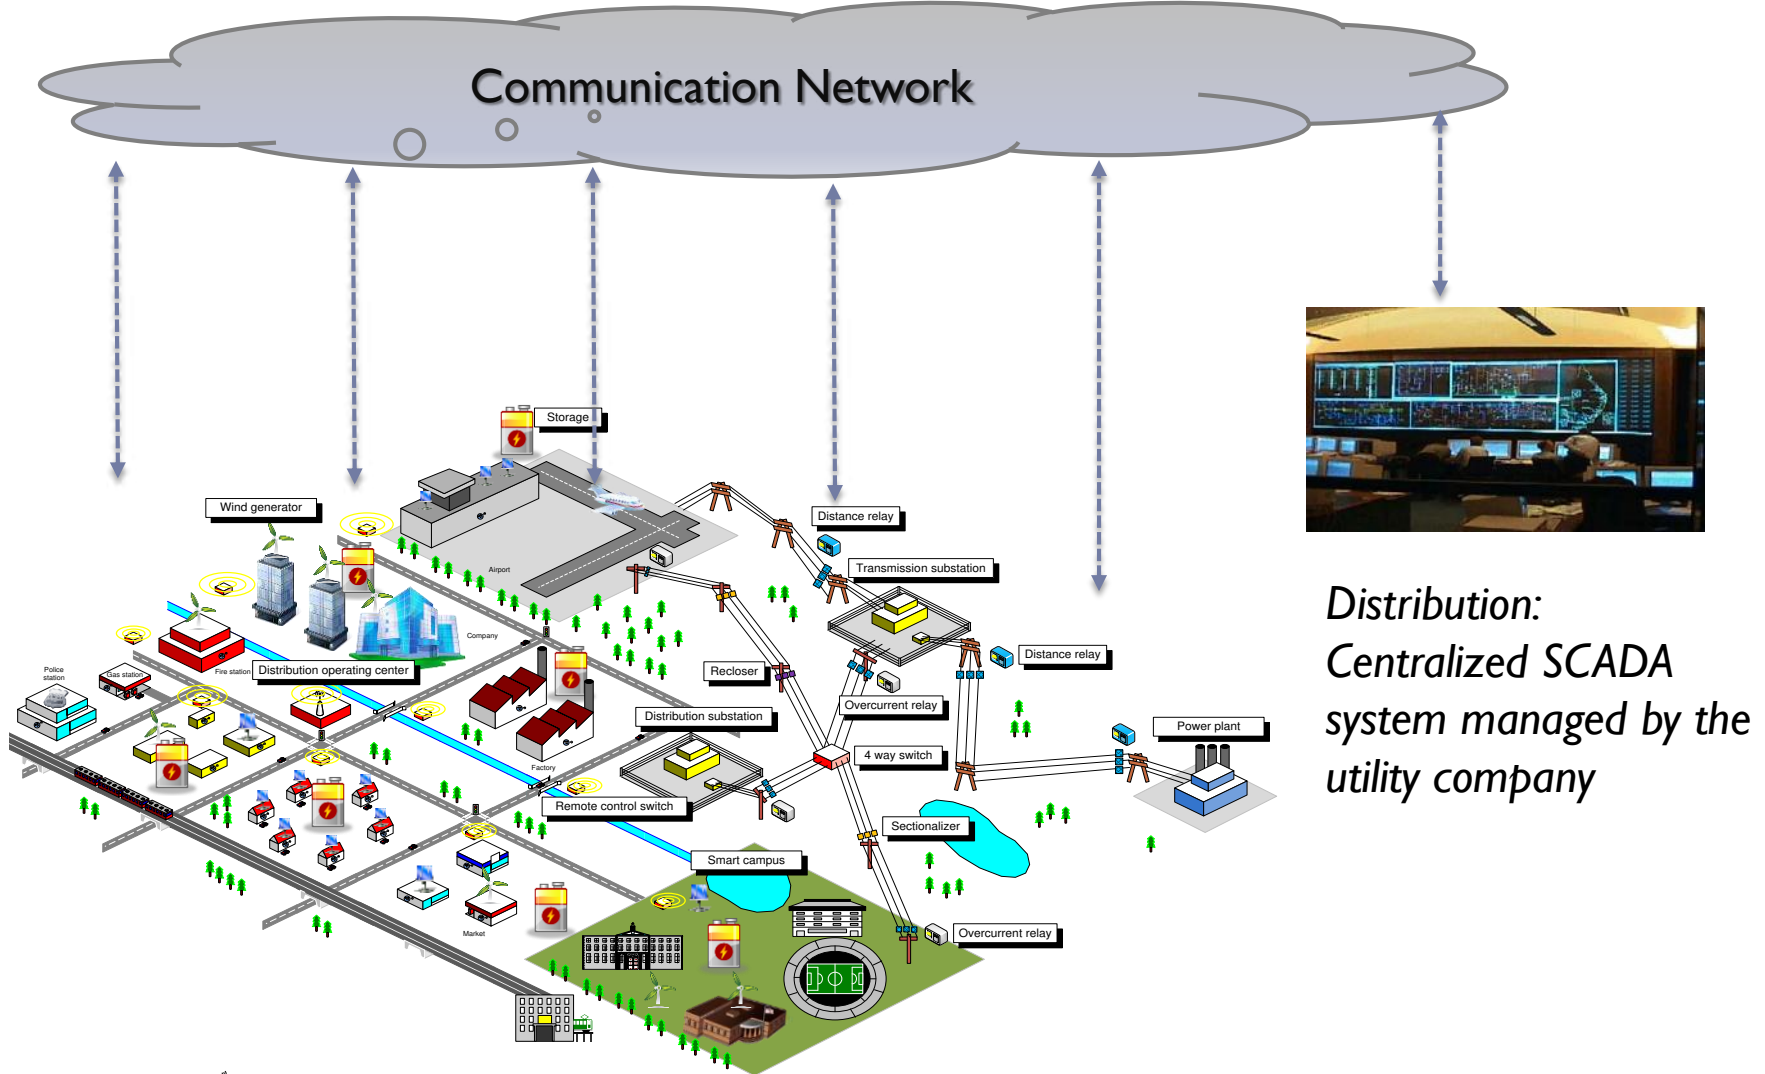 Communication Network
Storage
Wind generator
Distance relay
Airport
Transmission substation
Company
Distance relay
Police
station
Gas station
Fire station
Distribution operating center
Recloser
Overcurrent relay
Distribution substation
Power plant
4 way switch
Factory
Remote control switch
Sectionalizer
Smart campus
Market
Overcurrent relay
Distribution:
Centralized SCADA
system managed by the
utility company